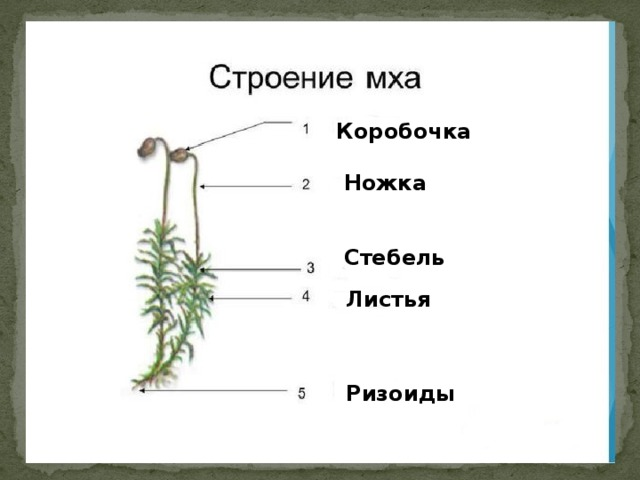 Строение мха
1 Коробочка
2 Ножка
3 Стебель
4 Листья
5 Ризоиды